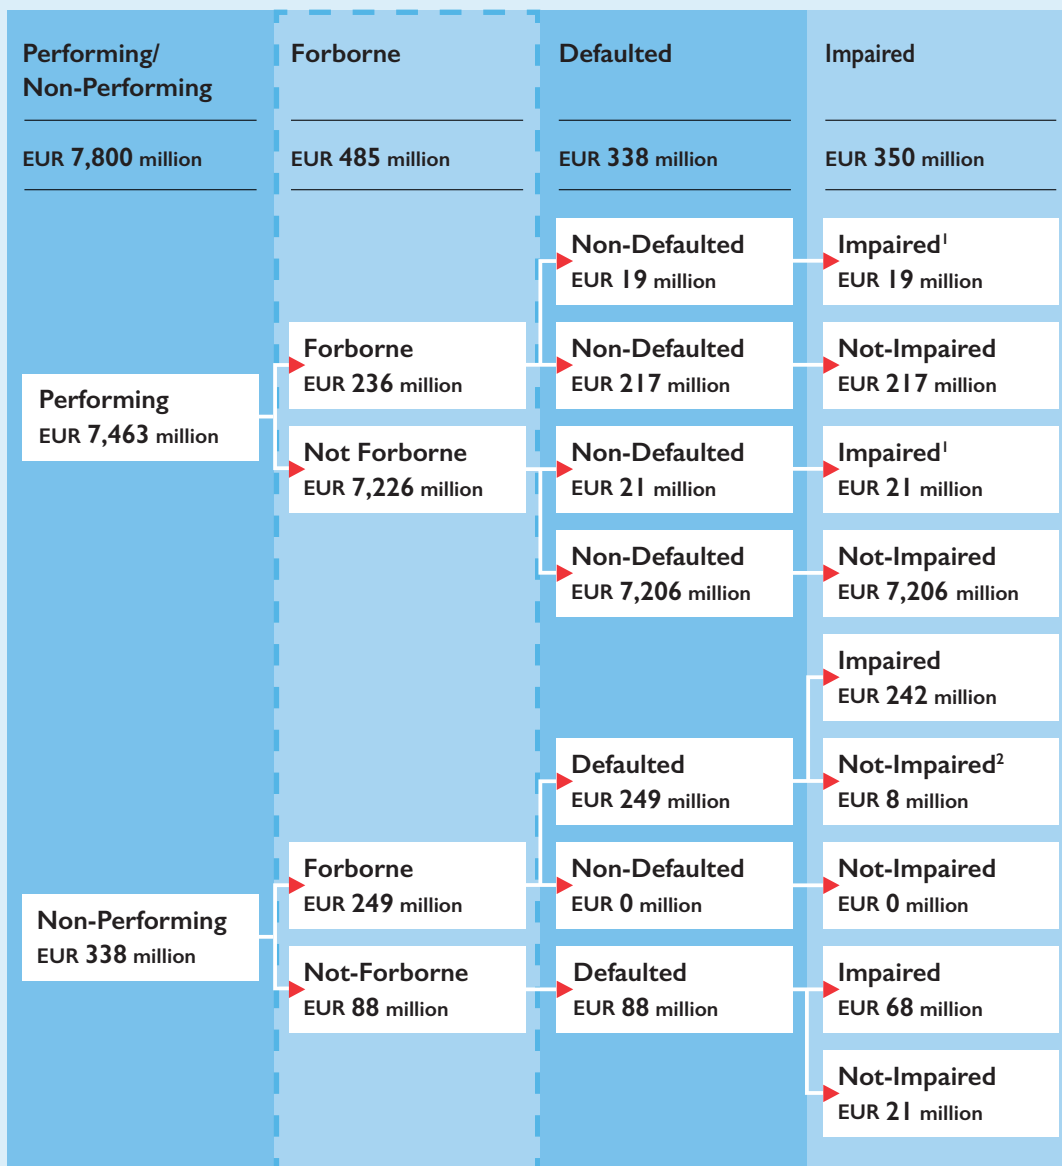 Performing/
Non-Performing
EUR 7,800 million
Performing
EUR 7,463 million
Non-Performing
EUR 338 million
Forborne
EUR 485 million
Forborne
EUR 236 million
Not Forborne
EUR 7,226 million
Forborne
EUR 249 million
Not-Forborne
EUR 88 million
Defaulted
EUR 338 million
Non-Defaulted
EUR 19 million
Non-Defaulted
EUR 217 million
Non-Defaulted
EUR 21 million
Non-Defaulted
EUR 7,206 million
Defaulted
EUR 249 million
Non-Defaulted
EUR 0 million
Defaulted
EUR 88 million
Impaired
EUR 350 million
Impaired¹
EUR 19 million
Not-Impaired
EUR 217 million
Impaired¹
EUR 21 million
Not-Impaired
EUR 7,206 million
Impaired
EUR 242 million
Not-Impaired²
EUR 8 million
Not-Impaired
EUR 0 million
Impaired
EUR 68 million
Not-Impaired
EUR 21 million